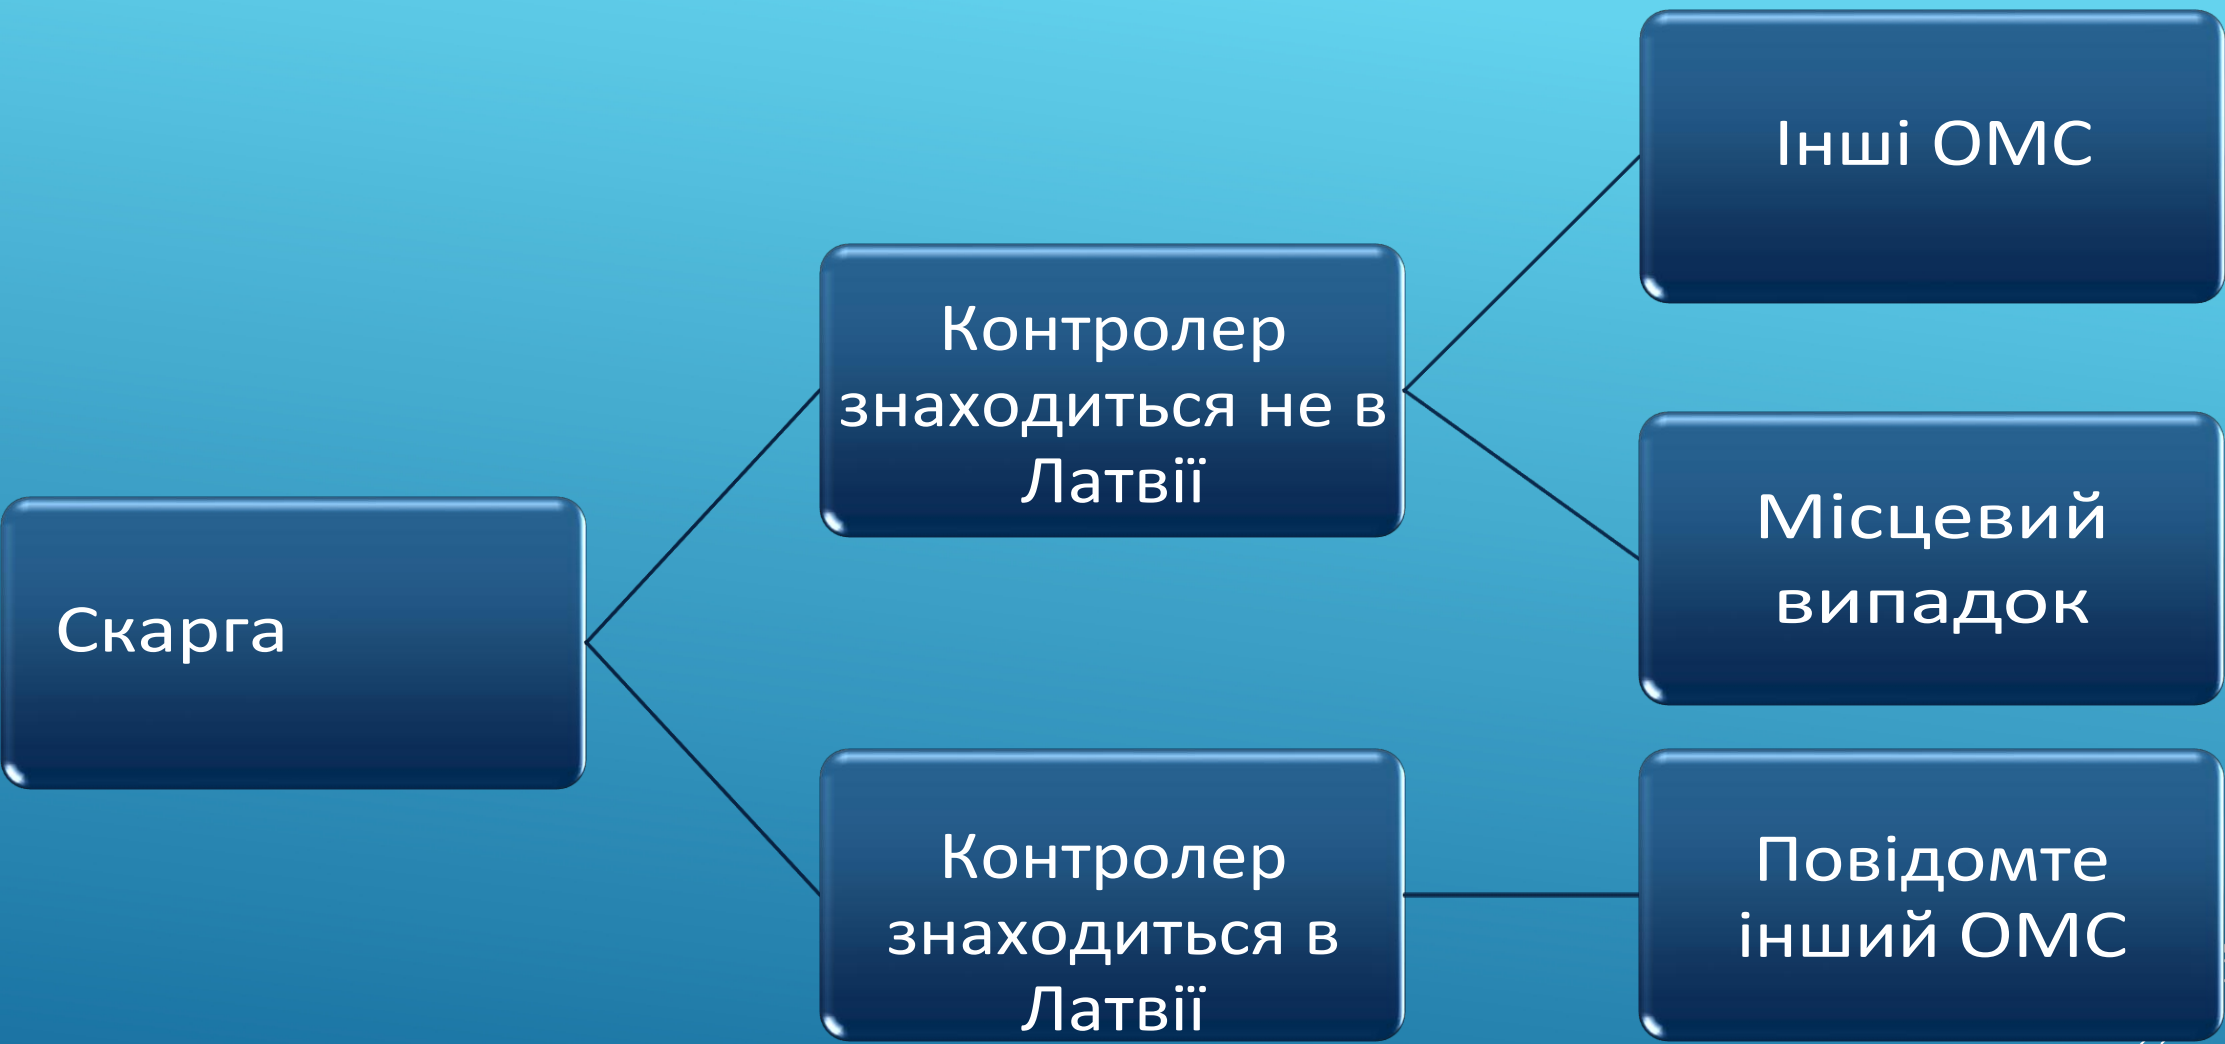 Скарга
Контролер
знаходиться не в
Латвії
Інші ОМС
Місцевий
випадок
Контролер
знаходиться в
Латвії
Повідомте
інший ОМС